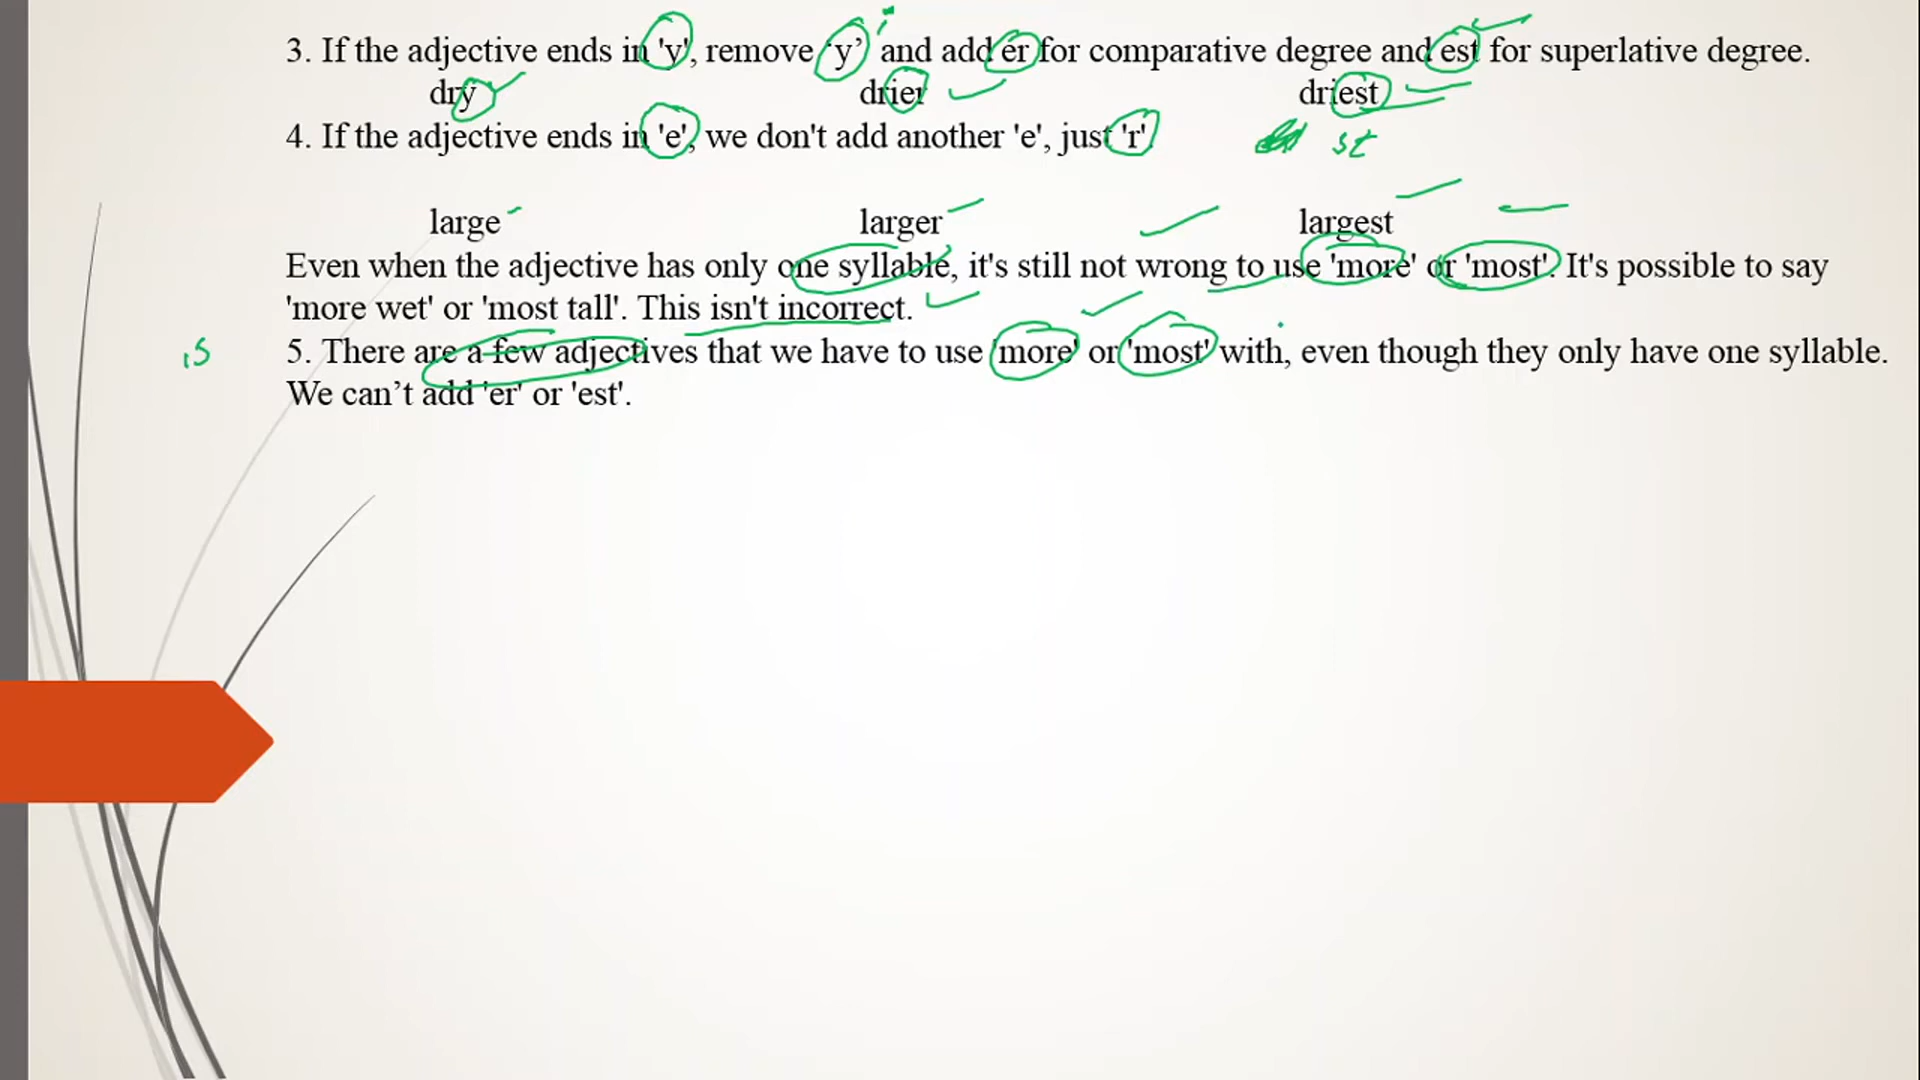 3. If the adjective ends in 'y', remove 'y' i and add er for comparative degree and est for superlative degree.
dry drier driest
4. If the adjective ends in 'e', we don't add another 'e', just 'r'. st
large larger largest
Even when the adjective has only one syllable, it's still not wrong to use 'more' or 'most'. It's possible to say
'more wet' or 'most tall'. This isn't incorrect.
is 5. There are a few adjectives that we have to use 'more' or 'most' with, even though they only have one syllable.
We can’t add 'er' or 'est'.